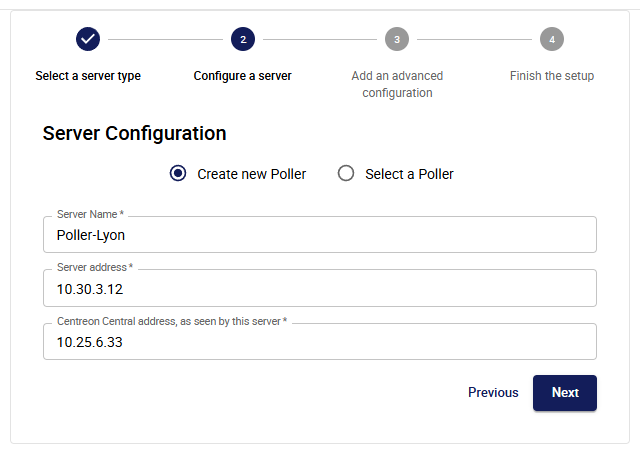 2
3
4
Select a server type
Configure a server
Add an advanced
configuration
Finish the setup
Server Configuration
Create new Poller
Select a Poller
Server Name *
Poller-Lyon
Server address *
10.30.3.12
Centreon Central address, as seen by this server *
10.25.6.33
Previous
Next